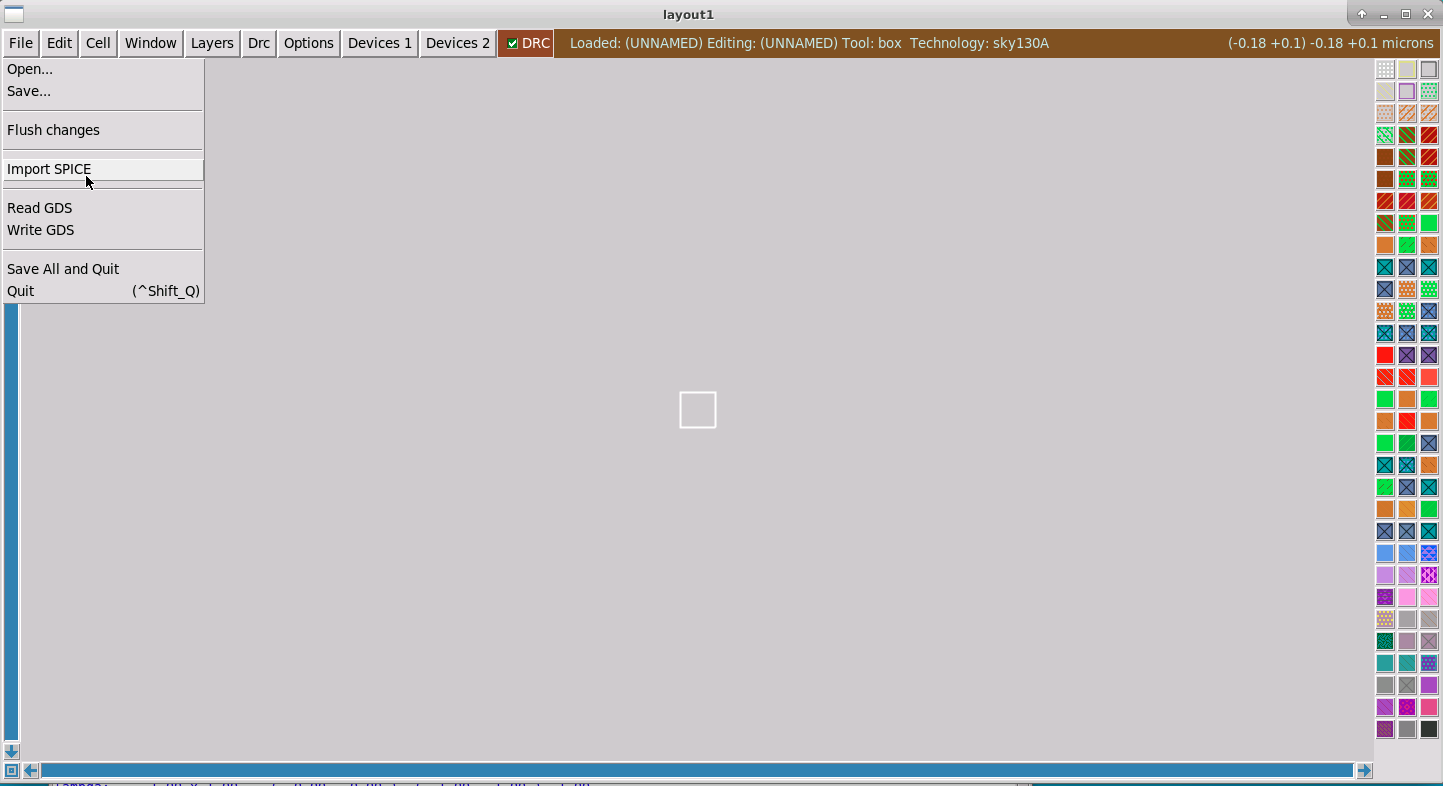 layout1
File Edit Cell Window Layers Drc Options Devices 1 Devices 2 DRC Loaded: (UNNAMED) Editing: (UNNAMED) Tool: box Technology: sky130A (-0.18 +0.1) -0.18 +0.1 microns
Open...
Save...
Flush changes
Import SPICE
Read GDS
Write GDS
Save All and Quit
Quit (^Shift_Q)